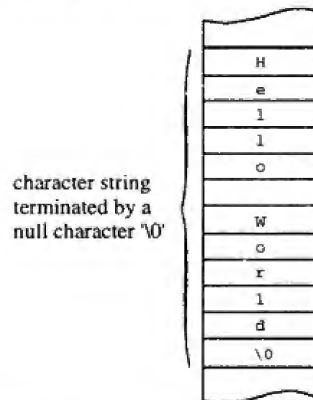 H
e
l
l
o
W
o
r
l
d
\0
character string
terminated by a
null character '\0'